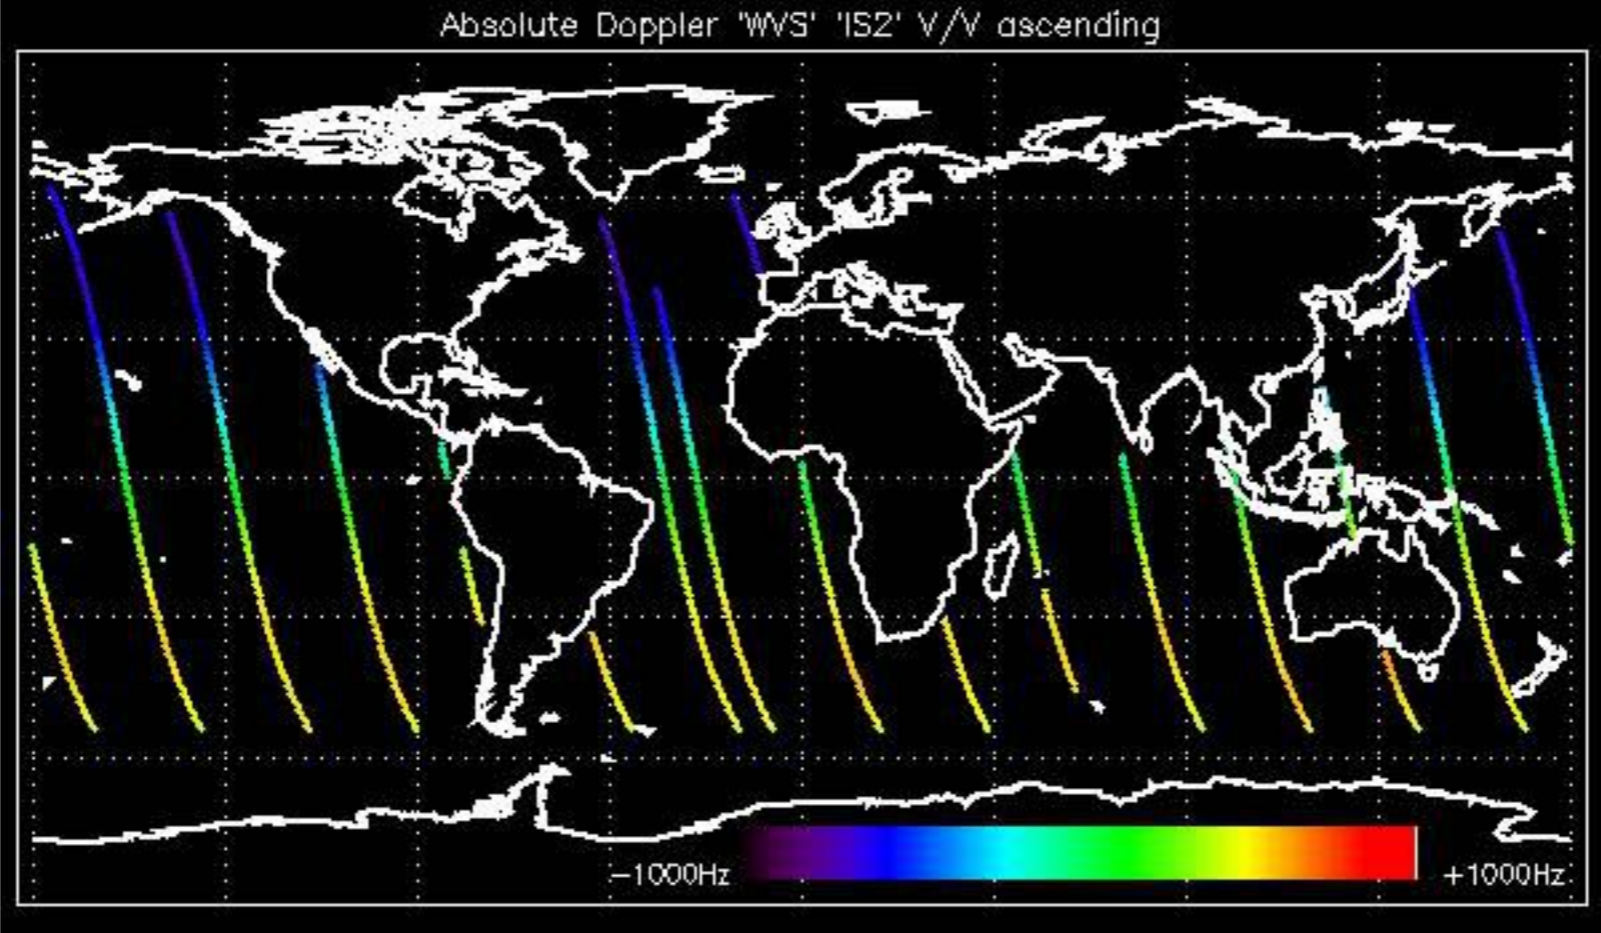 Absolute Doppler 'WVS' 'IS2' V/V ascending
-1000Hz +1000Hz